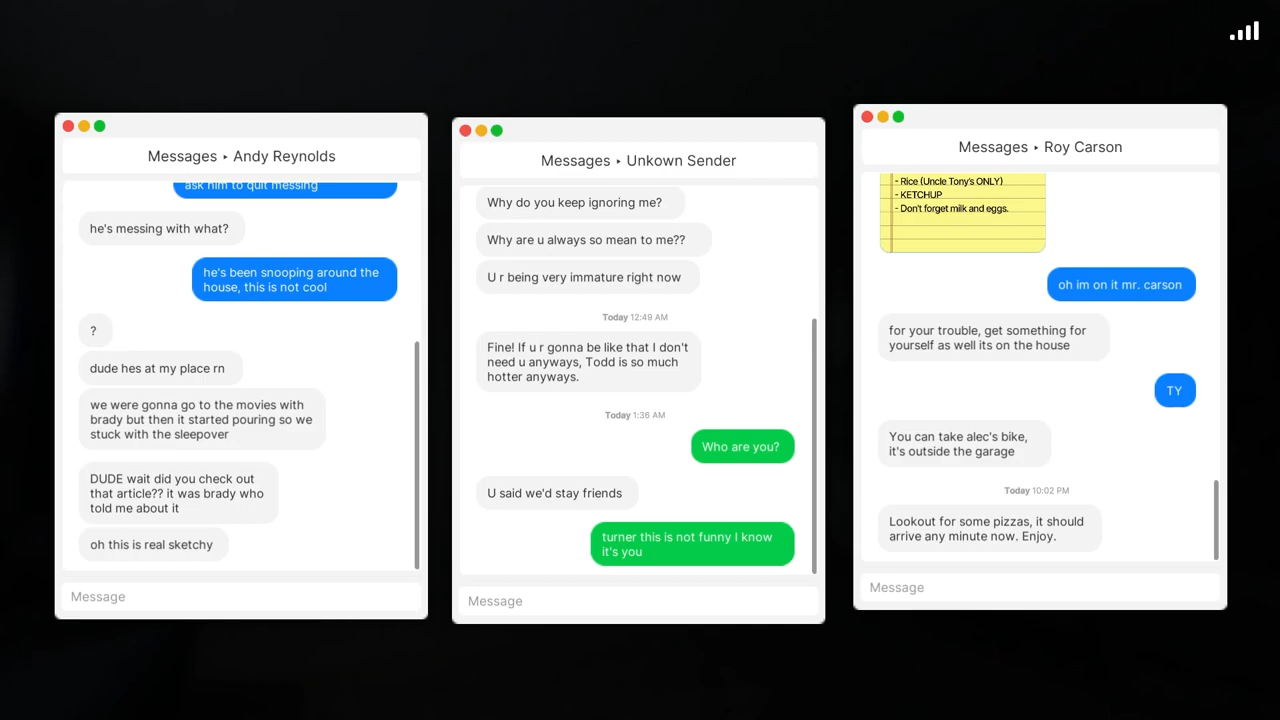 Messages ‣ Andy Reynolds
ask him to quit messing
he's messing with what?
he's been snooping around the
house, this is not cool
?
dude hes at my place rn
we were gonna go to the movies with
brady but then it started pouring so we
stuck with the sleepover
DUDE wait did you check out
that article?? it was brady who
told me about it
oh this is real sketchy
Message
Messages ‣ Unkown Sender
Why do you keep ignoring me?
Why are u always so mean to me??
U r being very immature right now
Today 12:49 AM
Fine! If u r gonna be like that I don't
need u anyways, Todd is so much
hotter anyways.
Today 1:36 AM
Who are you?
U said we'd stay friends
turner this is not funny I know
it's you
Message
Messages ‣ Roy Carson
- Rice (Uncle Tony's ONLY)
- KETCHUP
- Don't forget milk and eggs.
oh im on it mr. carson
for your trouble, get something for
yourself as well its on the house
TY
You can take alec's bike,
it's outside the garage
Today 10:02 PM
Lookout for some pizzas, it should
arrive any minute now. Enjoy.
Message